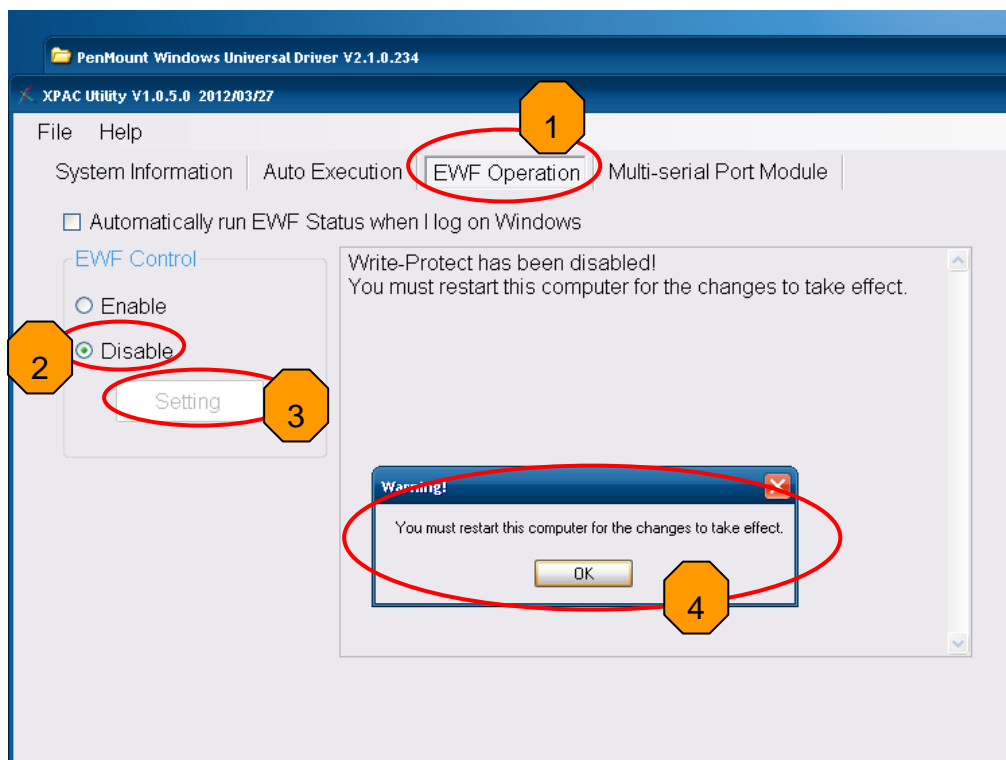 PenMount Windows Universal Driver V2.1.0.234
XPAC Utility V1.0.5.0 2012/03/27
File Help
1
System Information Auto Execution EWF Operation Multi-serial Port Module
Automatically run EWF Status when I log on Windows
EWF Control
Enable
2
Disable
Setting
3
Write-Protect has been disabled!
You must restart this computer for the changes to take effect.
Warning!
You must restart this computer for the changes to take effect.
OK
4